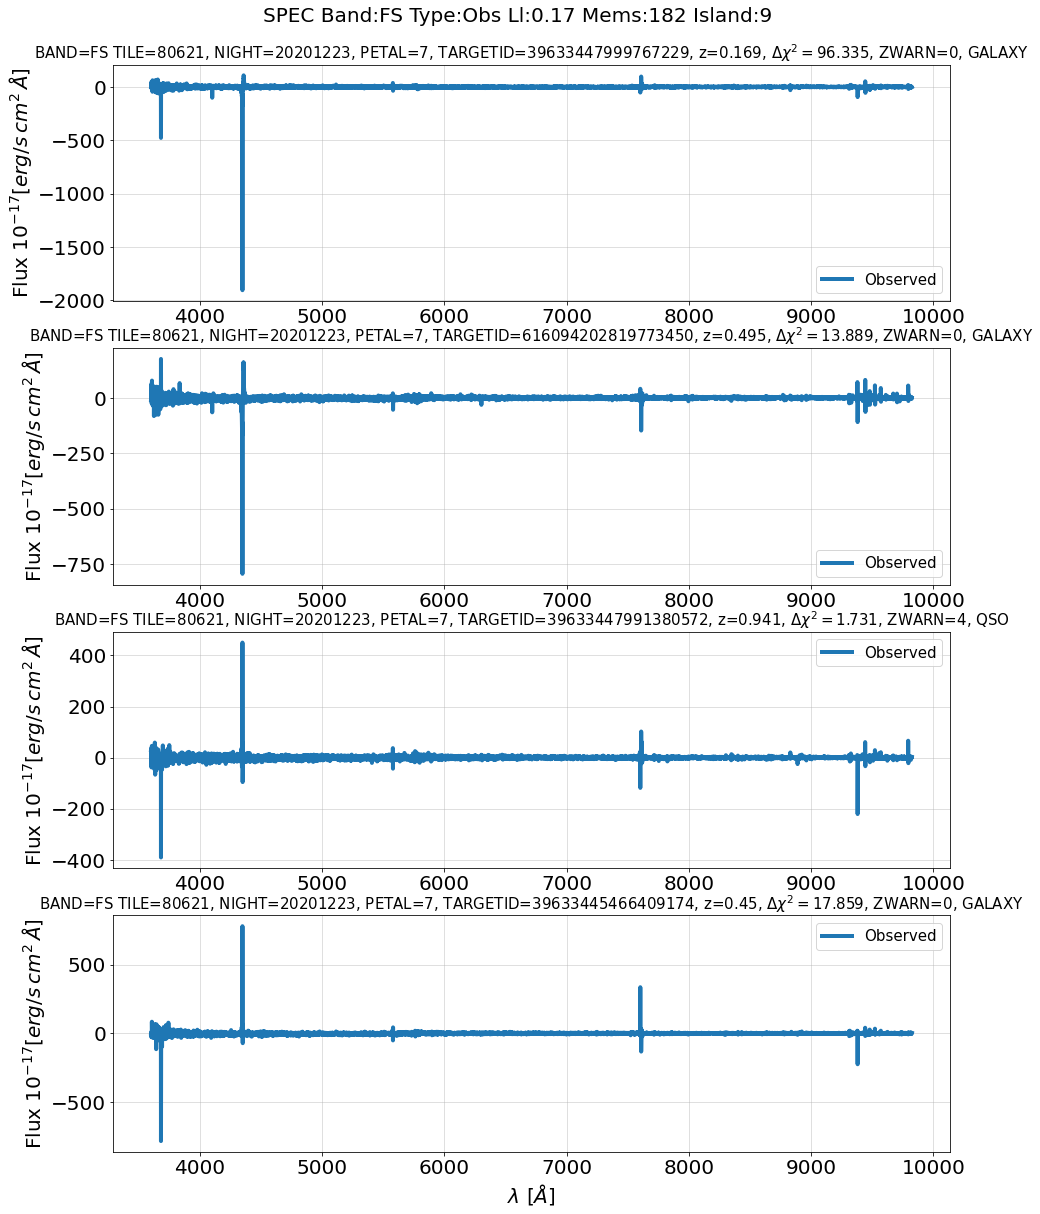 SPEC Band:FS Type:Obs Ll:0.17 Mems:182 Island:9
BAND=FS TILE=80621, NIGHT=20201223, PETAL=7, TARGETID=39633447999767229, z=0.169, Δχ² = 96.335, ZWARN=0, GALAXY
Flux 10⁻¹⁷[erg/s cm² Å]
0
−500
−1000
−1500
−2000
Observed
4000 5000 6000 7000 8000 9000 10000
BAND=FS TILE=80621, NIGHT=20201223, PETAL=7, TARGETID=616094202819773450, z=0.495, Δχ² = 13.889, ZWARN=0, GALAXY
Flux 10⁻¹⁷[erg/s cm² Å]
0
−250
−500
−750
Observed
4000 5000 6000 7000 8000 9000 10000
BAND=FS TILE=80621, NIGHT=20201223, PETAL=7, TARGETID=39633447991380572, z=0.941, Δχ² = 1.731, ZWARN=4, QSO
Flux 10⁻¹⁷[erg/s cm² Å]
400
200
0
−200
−400
Observed
4000 5000 6000 7000 8000 9000 10000
BAND=FS TILE=80621, NIGHT=20201223, PETAL=7, TARGETID=39633445466409174, z=0.45, Δχ² = 17.859, ZWARN=0, GALAXY
Flux 10⁻¹⁷[erg/s cm² Å]
500
0
−500
Observed
4000 5000 6000 7000 8000 9000 10000
λ [Å]